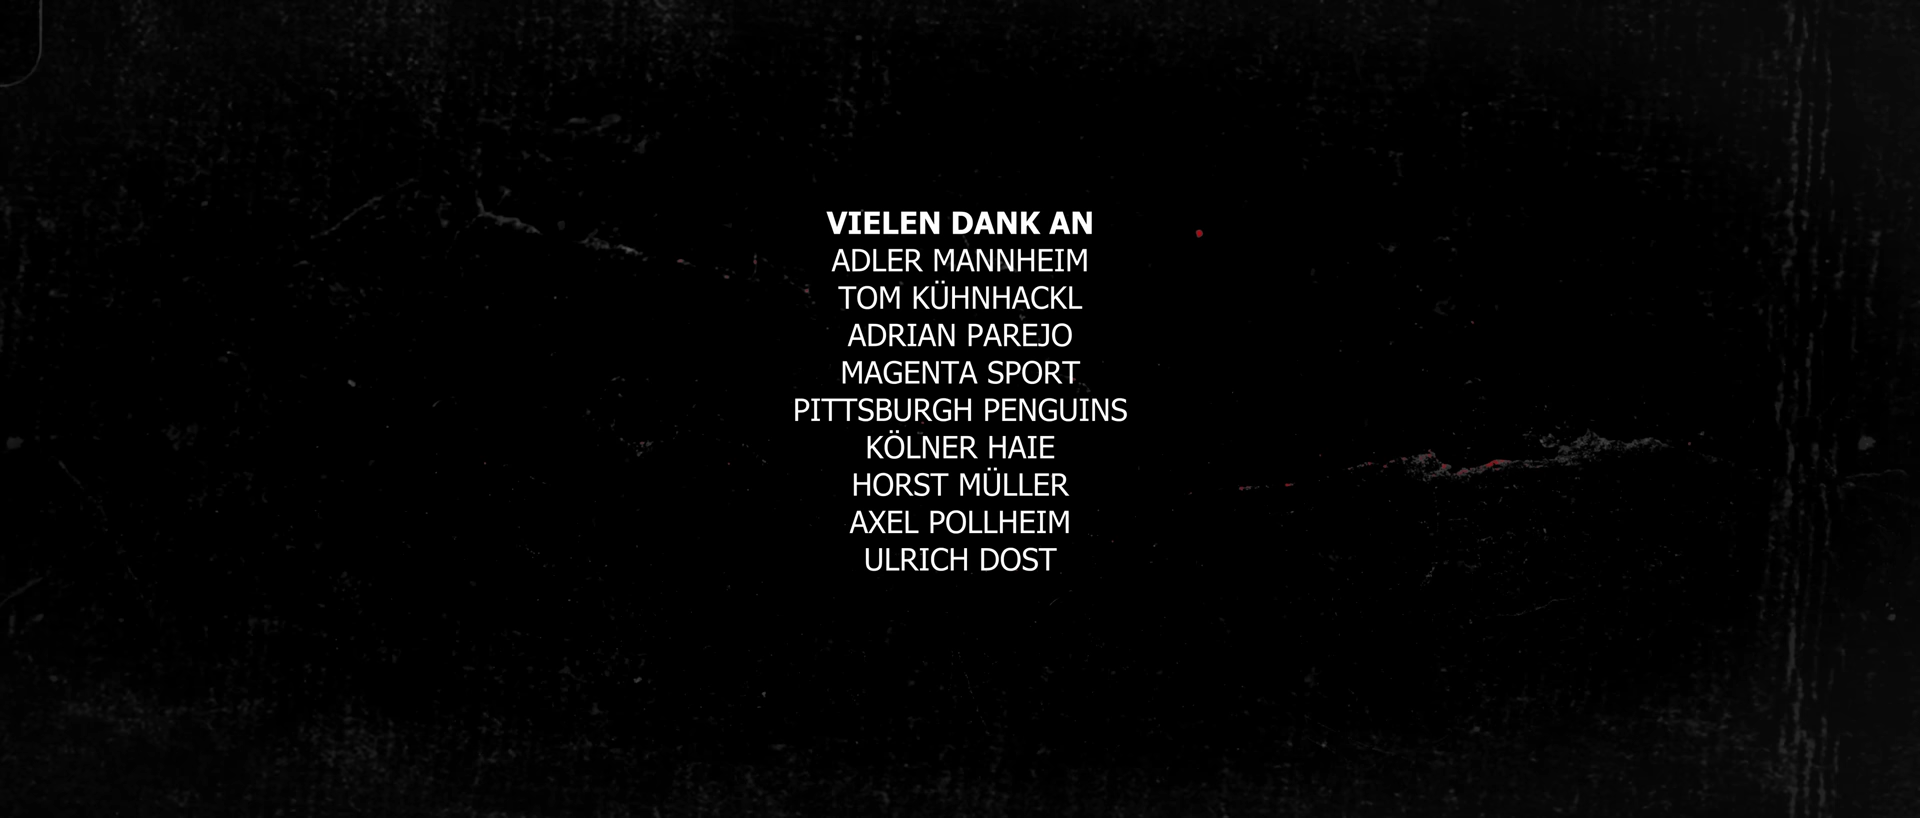 VIELEN DANK AN
ADLER MANNHEIM
TOM KÜHNHACKL
ADRIAN PAREJO
MAGENTA SPORT
PITTSBURGH PENGUINS
KÖLNER HAIE
HORST MÜLLER
AXEL POLLHEIM
ULRICH DOST